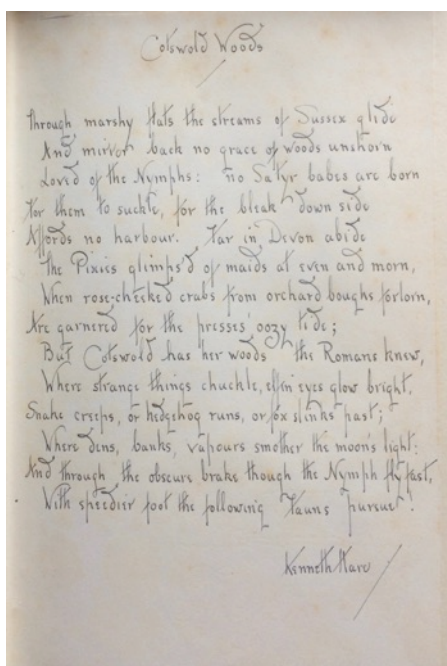 Cotswold Woods
Through marshy flats the streams of Sussex glide
And mirror back no grace of woods unshorn
Loved of the Nymphs: no Satyr babes are born
For them to suckle, for the bleak down side
Affords no harbour. Far in Devon abide
The Pixies glimps'd of maids at even and morn,
When rose-cheeked crabs from orchard boughs forlorn,
Are garnered for the presses' oozy tide;
But Cotswold has her woods the Romans knew,
Where strange things chuckle, elfin eyes glow bright,
Snake creeps, or hedgehog runs, or fox slinks past;
Where dens, banks, vapours smother the moon's light:
And through the obscure brake though the Nymph fly fast,
With speedier foot the following Fauns pursue!
Kenneth Hare